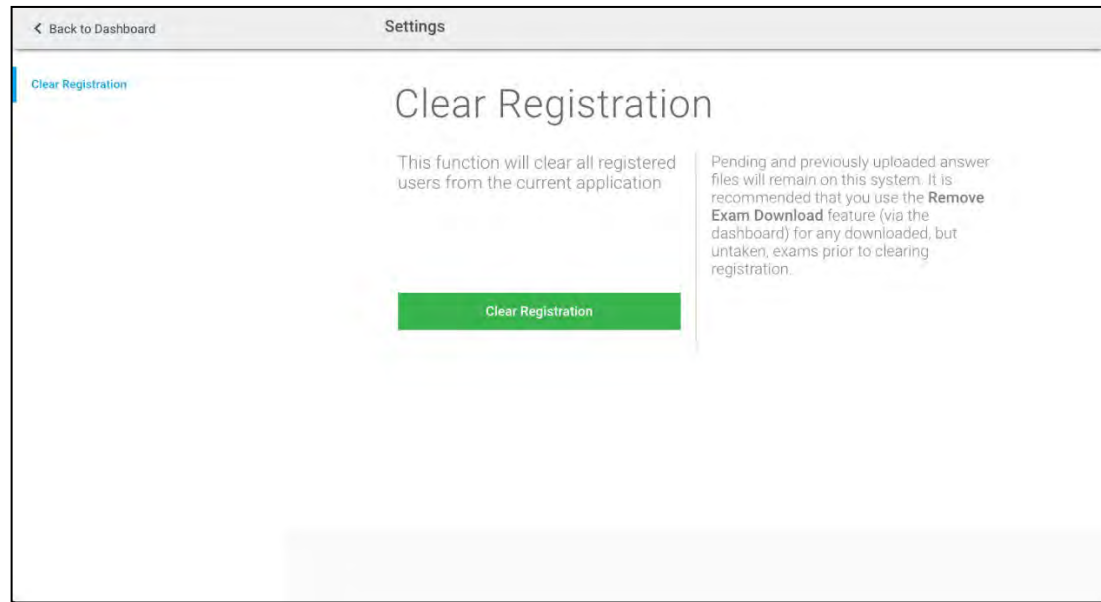 Back to Dashboard
Settings
Clear Registration
Clear Registration
This function will clear all registered
users from the current application
Pending and previously uploaded answer
files will remain on this system. It is
recommended that you use the Remove
Exam Download feature (via the
dashboard) for any downloaded, but
untaken, exams prior to clearing
registration.
Clear Registration